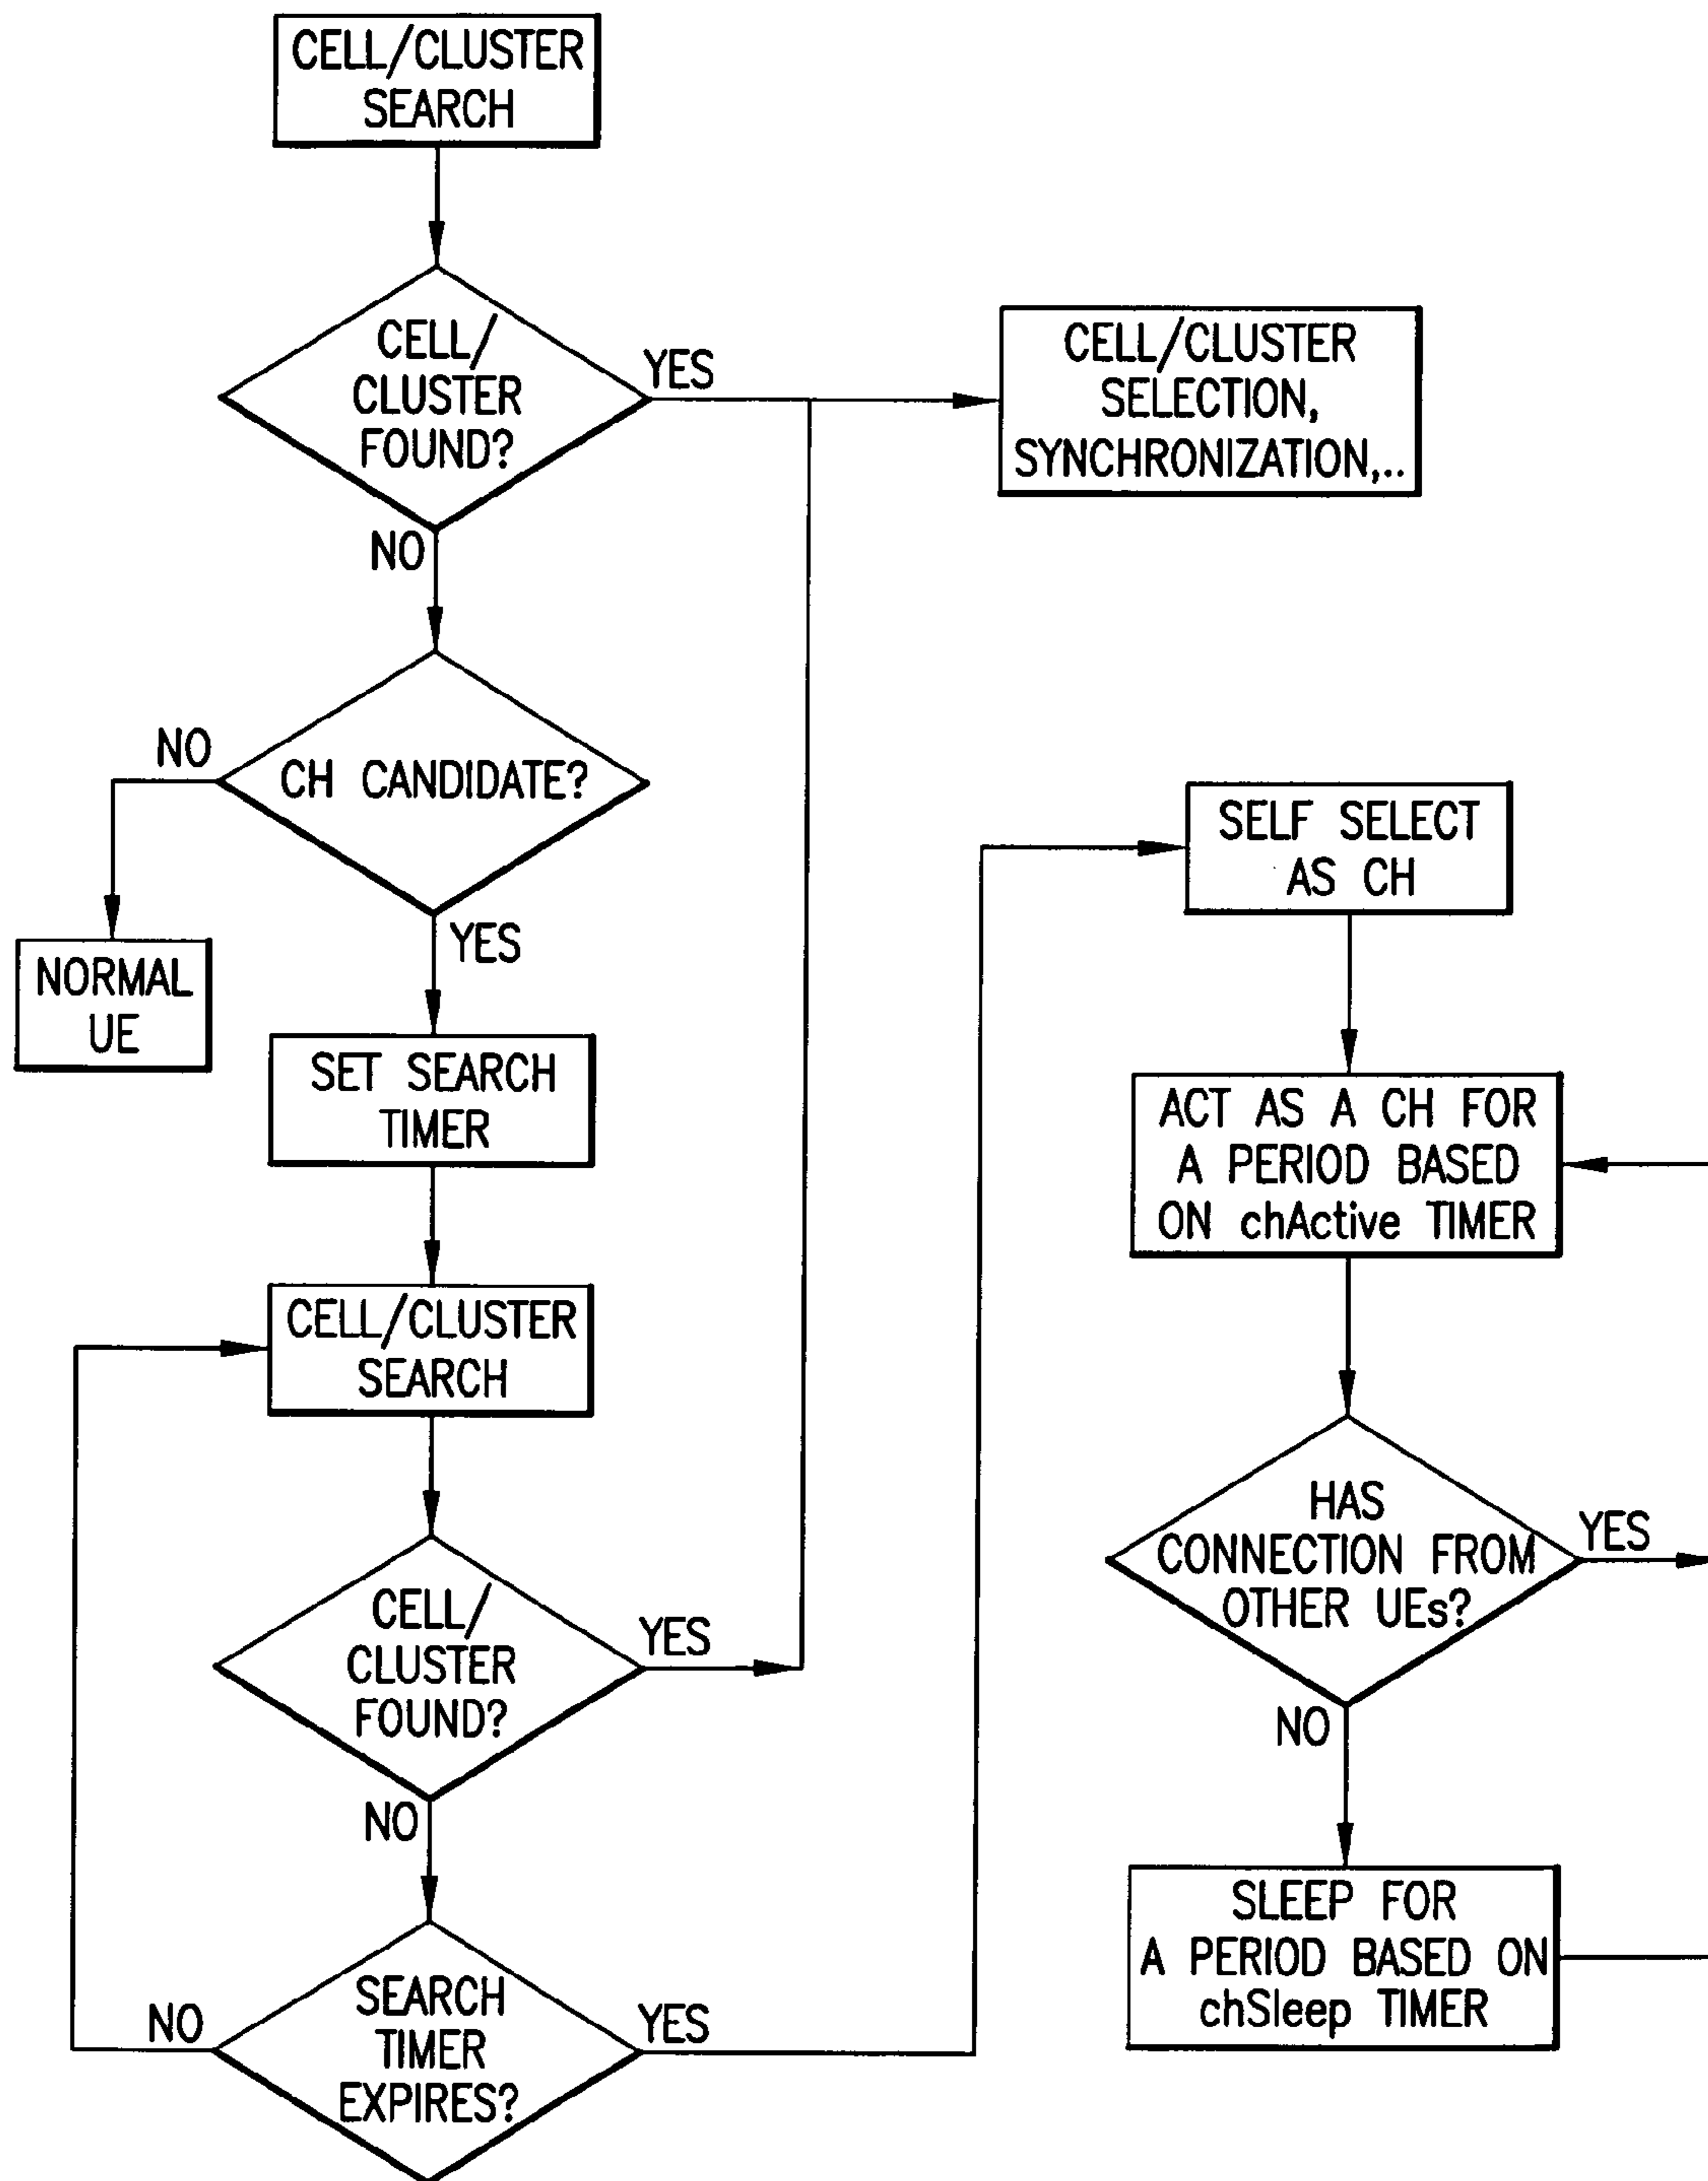 CELL/CLUSTER
SEARCH
CELL/
CLUSTER
FOUND?
YES
CELL/CLUSTER
SELECTION,
SYNCHRONIZATION,..
NO
CH CANDIDATE?
NO
YES
NORMAL
UE
SET SEARCH
TIMER
CELL/CLUSTER
SEARCH
CELL/
CLUSTER
FOUND?
YES
NO
SEARCH
TIMER
EXPIRES?
NO
YES
SELF SELECT
AS CH
ACT AS A CH FOR
A PERIOD BASED
ON chActive TIMER
HAS
CONNECTION FROM
OTHER UEs?
YES
NO
SLEEP FOR
A PERIOD BASED ON
chSleep TIMER